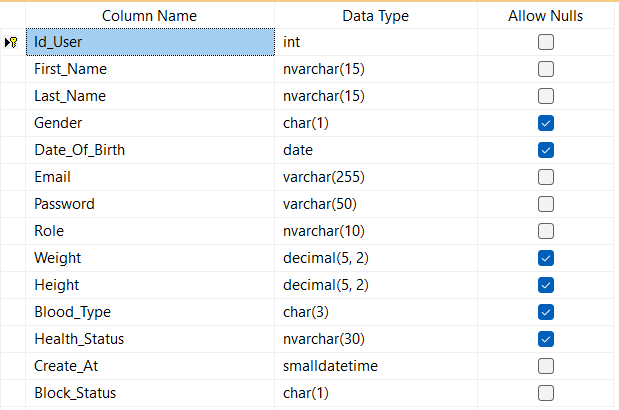 Column Name Data Type Allow Nulls
Id_User int
First_Name nvarchar(15)
Last_Name nvarchar(15)
Gender char(1)
Date_Of_Birth date
Email varchar(255)
Password varchar(50)
Role nvarchar(10)
Weight decimal(5, 2)
Height decimal(5, 2)
Blood_Type char(3)
Health_Status nvarchar(30)
Create_At smalldatetime
Block_Status char(1)